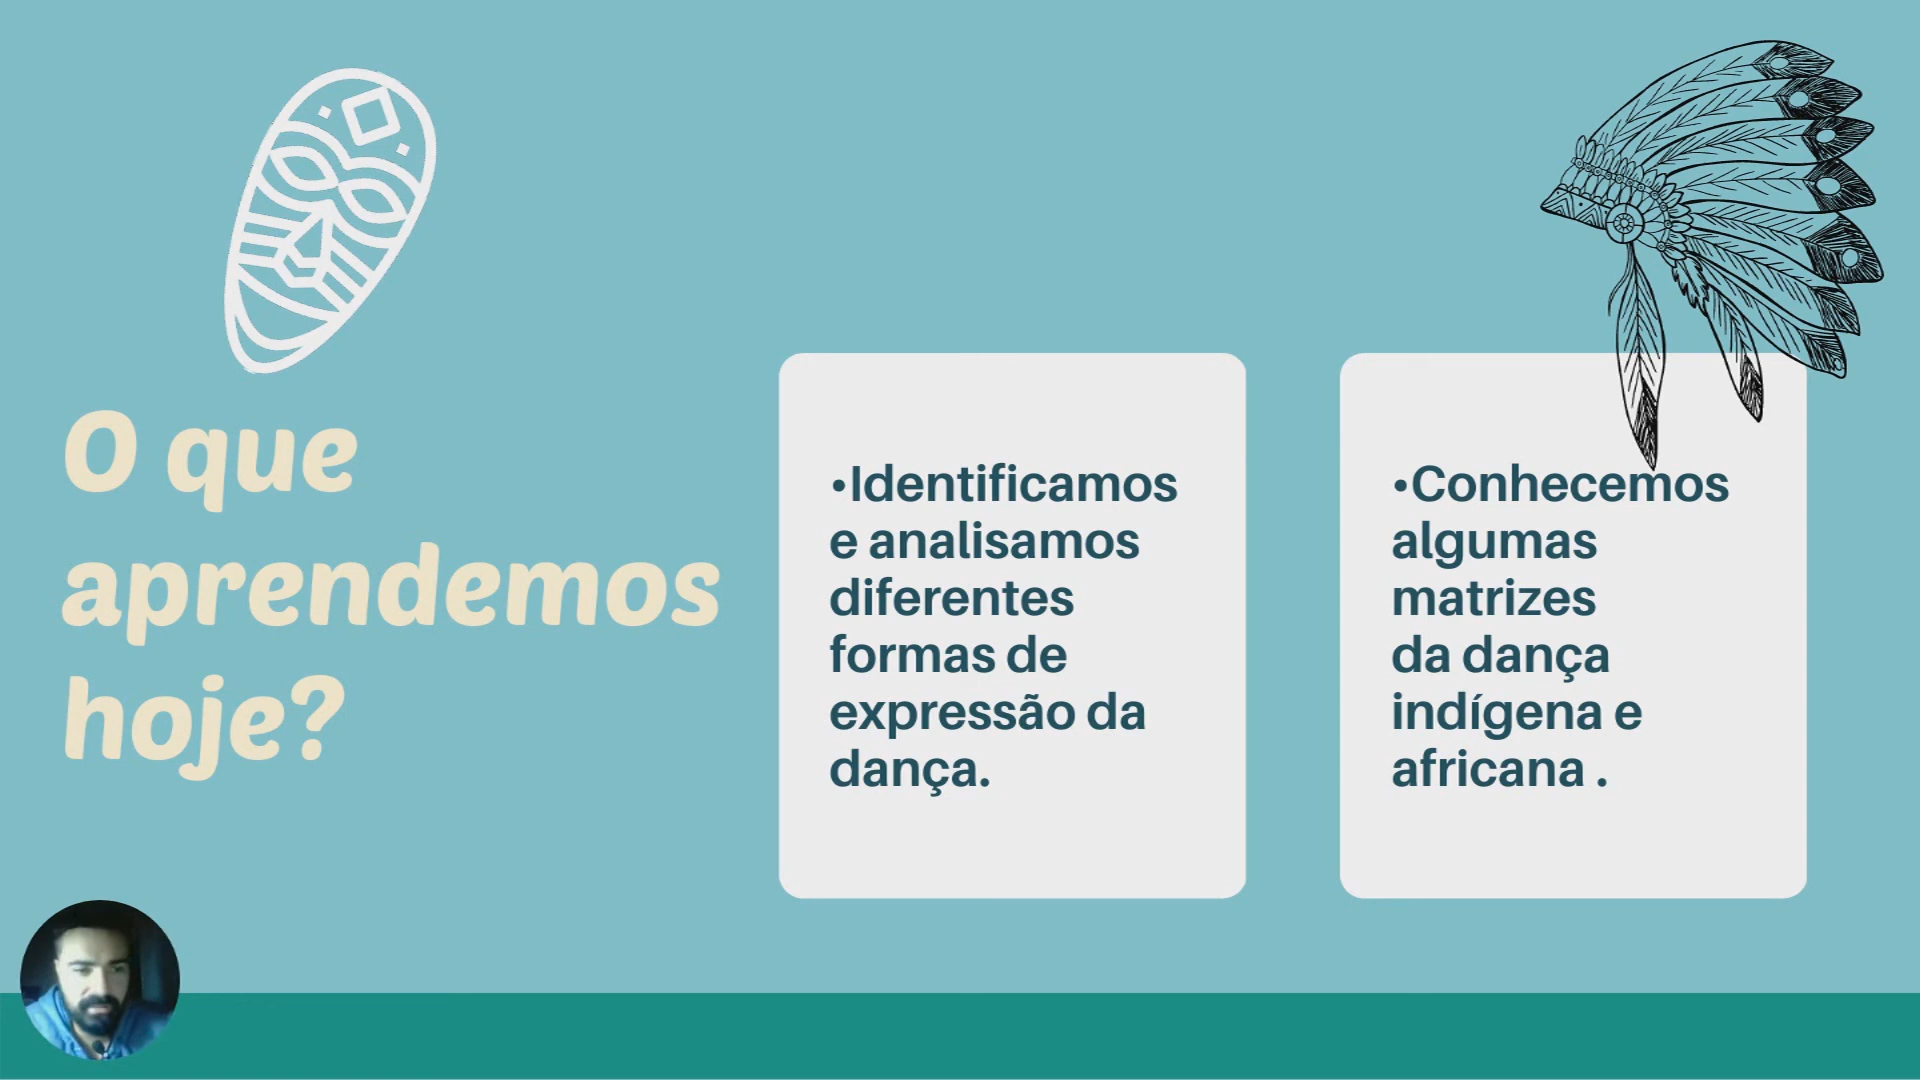 O que
aprendemos
hoje?
•Identificamos
e analisamos
diferentes
formas de
expressão da
dança.
•Conhecemos
algumas
matrizes
da dança
indígena e
africana .